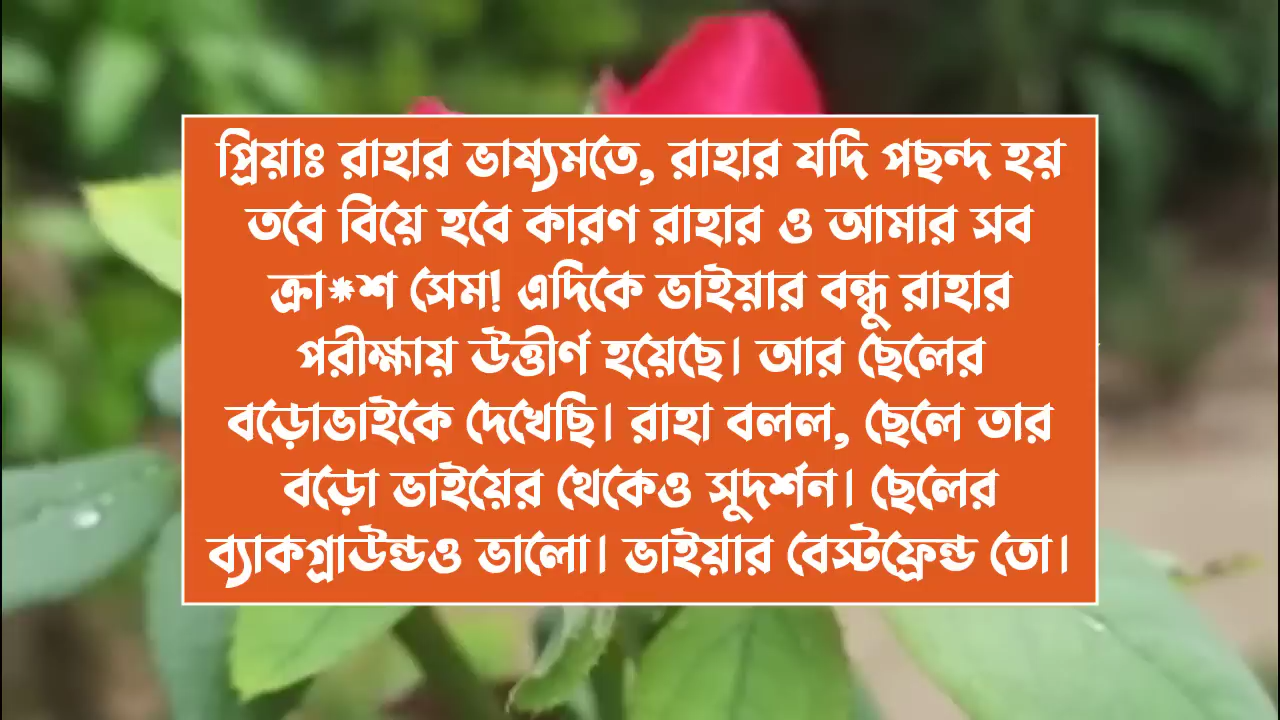 প্রিয়াঃ রাহার ভাষ্যমতে, রাহার যদি পছন্দ হয়
তবে বিয়ে হবে কারণ রাহার ও আমার সব
ক্রা*শ সেম! এদিকে ভাইয়ার বন্ধু রাহার
পরীক্ষায় উত্তীর্ণ হয়েছে। আর ছেলের
বড়োভাইকে দেখেছি। রাহা বলল, ছেলে তার
বড়ো ভাইয়ের থেকেও সুদর্শন। ছেলের
ব্যাকগ্রাউন্ডও ভালো। ভাইয়ার বেস্টফ্রেন্ড তো।